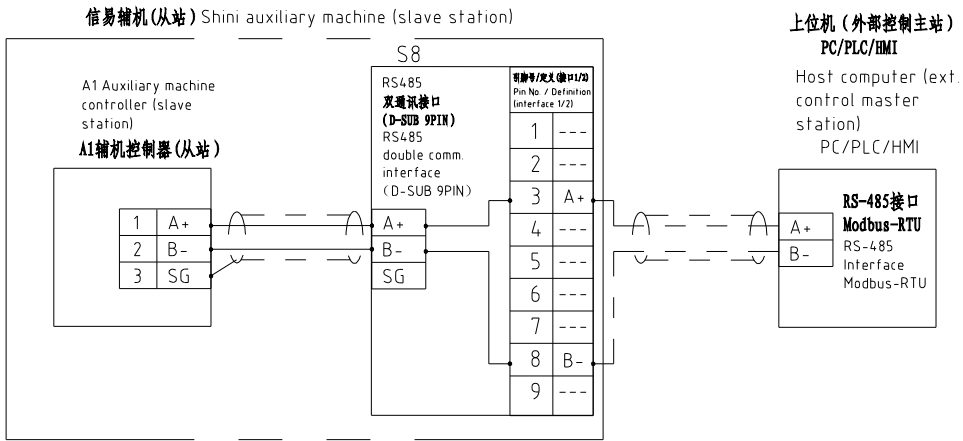 信易辅机(从站) Shini auxiliary machine (slave station)
上位机（外部控制主站）
PC/PLC/HMI
Host computer (ext.
control master
station)
PC/PLC/HMI
A1 Auxiliary machine
controller (slave
station)
A1辅机控制器(从站)
1 A+
2 B-
3 SG
S8
RS485
双通讯接口
(D-SUB 9PIN)
RS485
double comm.
interface
(D-SUB 9PIN)
A+
B-
SG
引脚号/定义(接口1/2)
Pin No. / Definition
(interface 1/2)
1 ---
2 ---
3 A+
4 ---
5 ---
6 ---
7 ---
8 B-
9 ---
A+
B-
RS-485接口
Modbus-RTU
RS-485
Interface
Modbus-RTU